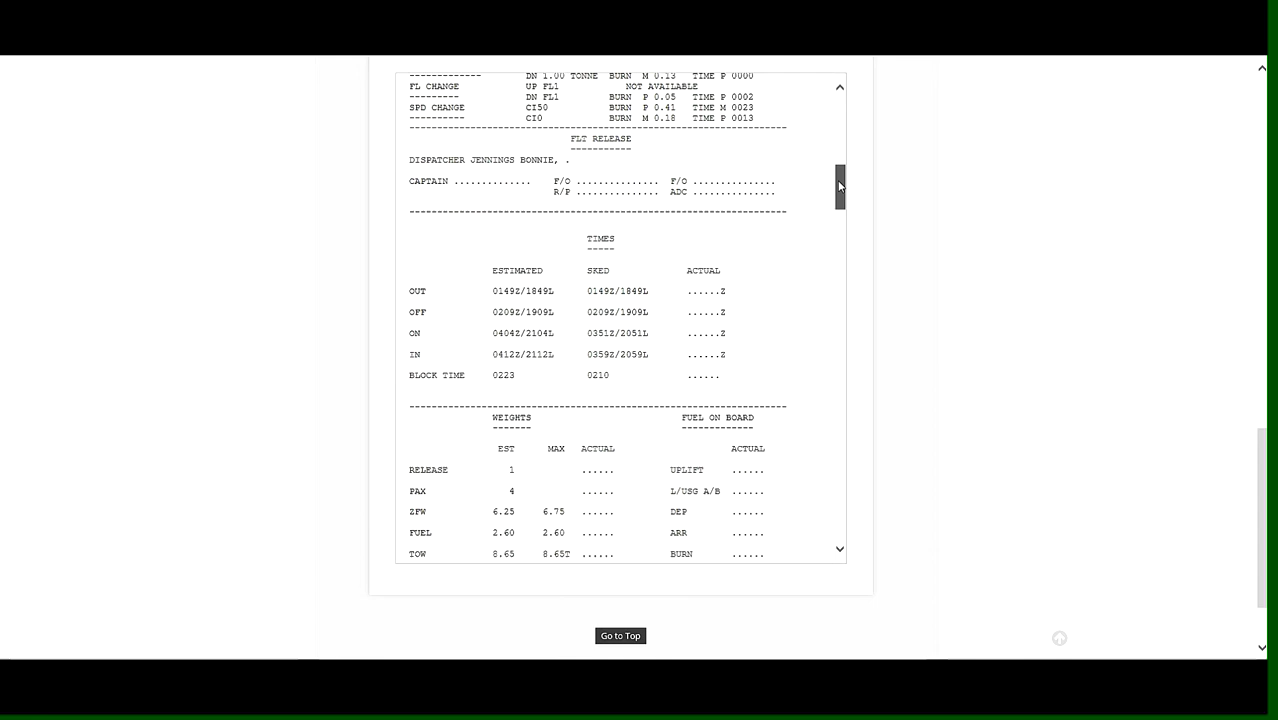 ------------- DN 1.00 TONNE BURN M 0.13 TIME P 0000
FL CHANGE UP FL1 NOT AVAILABLE
--------- DN FL1 BURN P 0.05 TIME P 0002
SPD CHANGE CI50 BURN P 0.41 TIME M 0023
---------- CI0 BURN M 0.18 TIME P 0013
--------------------------------------------------------------------
FLT RELEASE
-----------
DISPATCHER JENNINGS BONNIE, .
CAPTAIN .............. F/O ............... F/O ...............
R/P ............... ADC ...............
--------------------------------------------------------------------
TIMES
-----
ESTIMATED SKED ACTUAL
OUT 0149Z/1849L 0149Z/1849L ......Z
OFF 0209Z/1909L 0209Z/1909L ......Z
ON 0404Z/2104L 0351Z/2051L ......Z
IN 0412Z/2112L 0359Z/2059L ......Z
BLOCK TIME 0223 0210 ......
--------------------------------------------------------------------
WEIGHTS FUEL ON BOARD
------- -------------
EST MAX ACTUAL ACTUAL
RELEASE 1 ...... UPLIFT ......
PAX 4 ...... L/USG A/B ......
ZFW 6.25 6.75 ...... DEP ......
FUEL 2.60 2.60 ...... ARR ......
TOW 8.65 8.65T ...... BURN ......
Go to Top